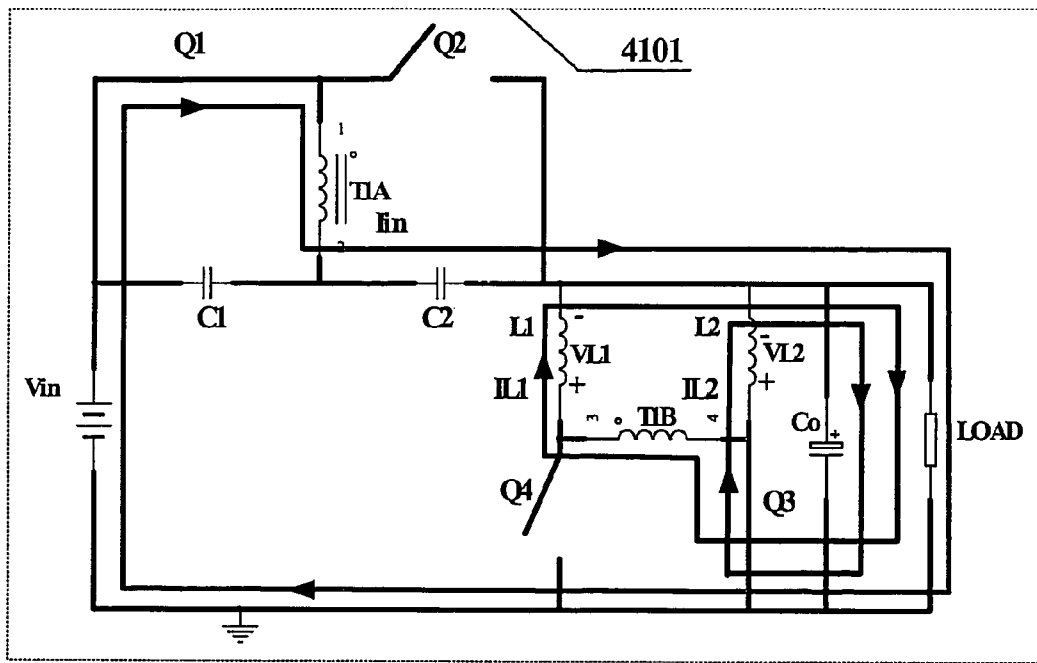 Q1
Q2
4101
1
T1A
Iin
2
C1
C2
L1
L2
VL1
VL2
Vin
IL1
IL2
3
T1B
4
Co
LOAD
Q4
Q3